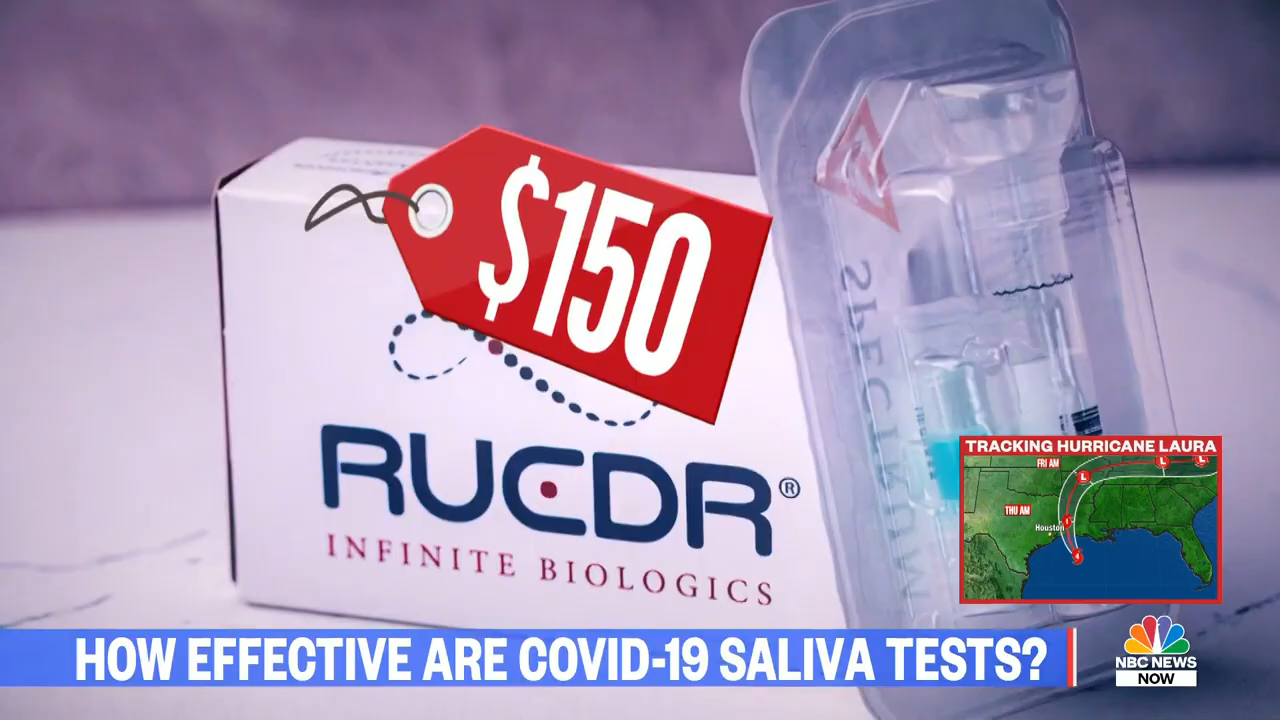 $150
RUCDR®
INFINITE BIOLOGICS
TRACKING HURRICANE LAURA
FRI AM
L
L
L
THU AM
Houston
4
HOW EFFECTIVE ARE COVID-19 SALIVA TESTS?
NBC NEWS
NOW